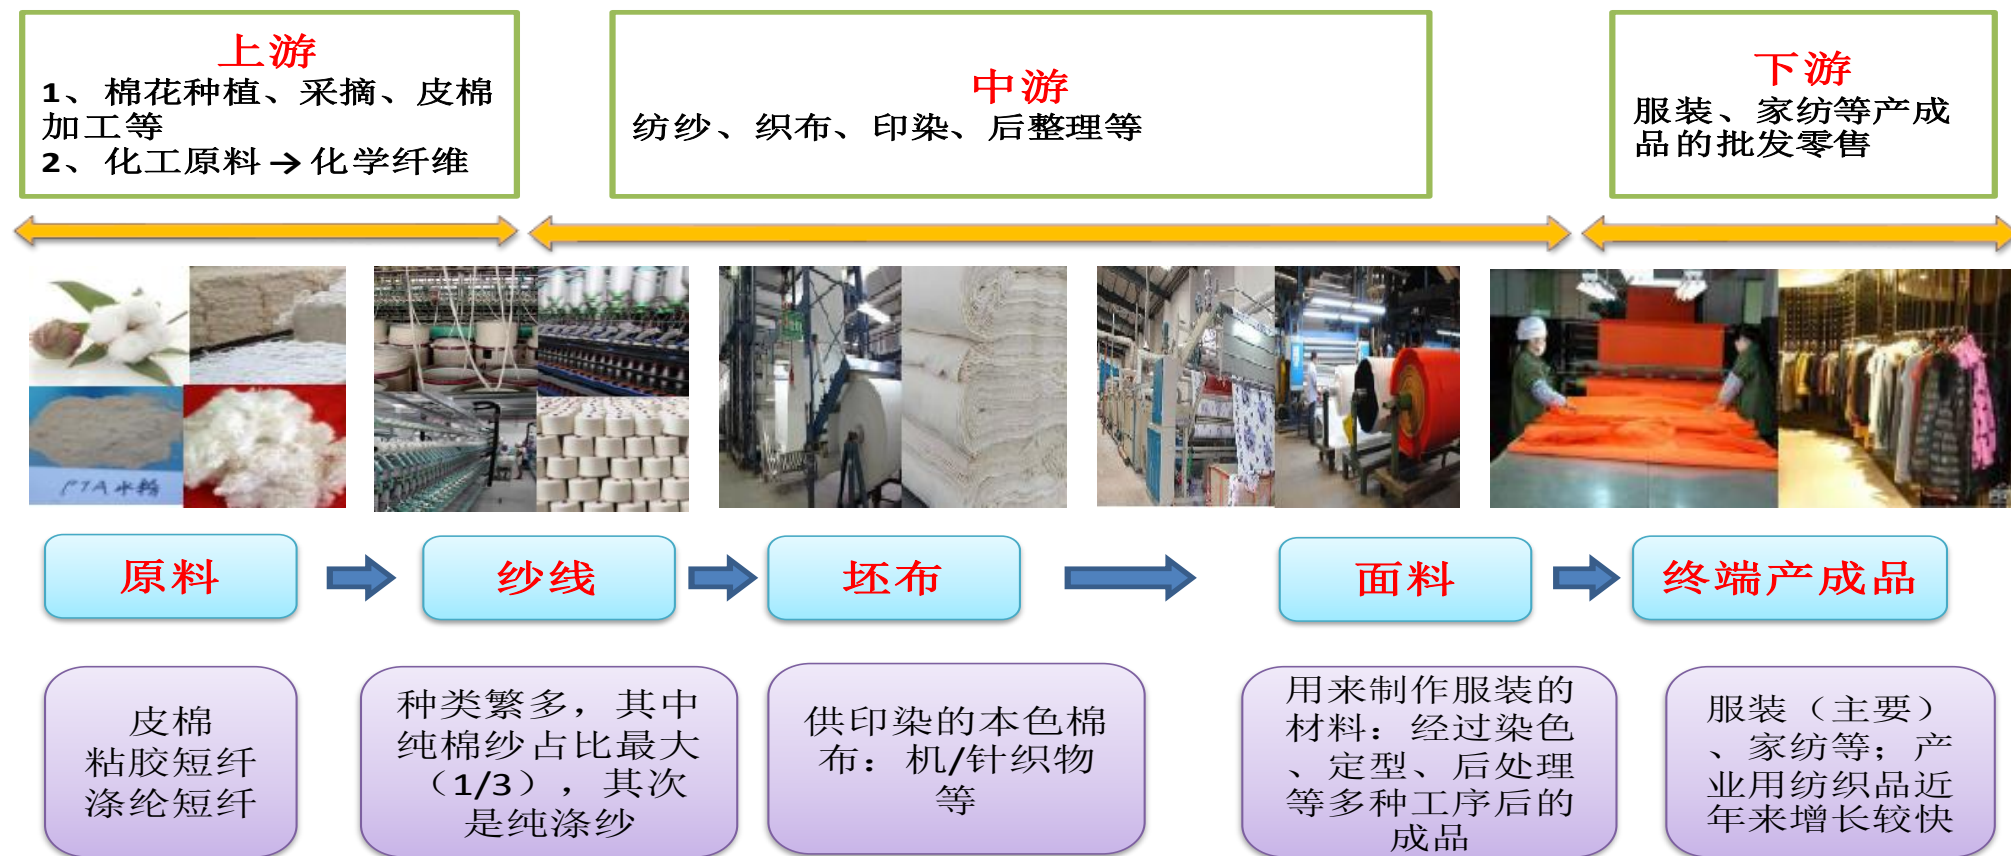 上游
1、棉花种植、采摘、皮棉
加工等
2、化工原料→化学纤维
中游
纺纱、织布、印染、后整理等
下游
服装、家纺等产成
品的批发零售
PTA水粉
原料
纱线
坯布
面料
终端产成品
皮棉
粘胶短纤
涤纶短纤
种类繁多，其中
纯棉纱占比最大
（1/3），其次
是纯涤纱
供印染的本色棉
布：机/针织物
等
用来制作服装的
材料：经过染色
、定型、后处理
等多种工序后的
成品
服装（主要）
、家纺等；产
业用纺织品近
年来增长较快